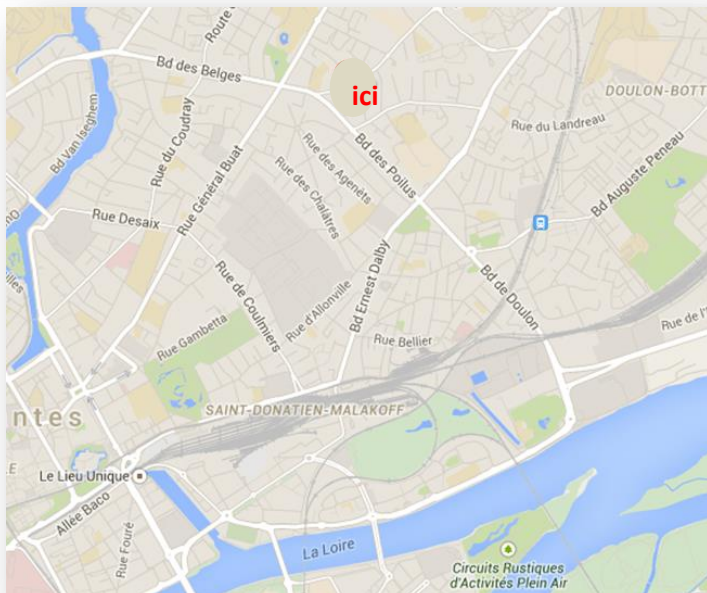 Route
Bd des Belges
ici
DOULON-BOTT
Rue du Landreau
Bd Van Iseghem
Rue du Coudray
Rue Général Buat
Bd des Poilus
Rue des Agenêts
Rue des Chalâtres
Bd Auguste Peneau
Rue Desaix
Bd Ernest Dalby
Bd de Doulon
Rue de Coulmiers
Rue d'Allonville
Rue Gambetta
Rue Bellier
Rue de l'
ntes
SAINT-DONATIEN-MALAKOFF
Le Lieu Unique
Allée Baco
Rue Fouré
La Loire
Circuits Rustiques
d'Activités Plein Air